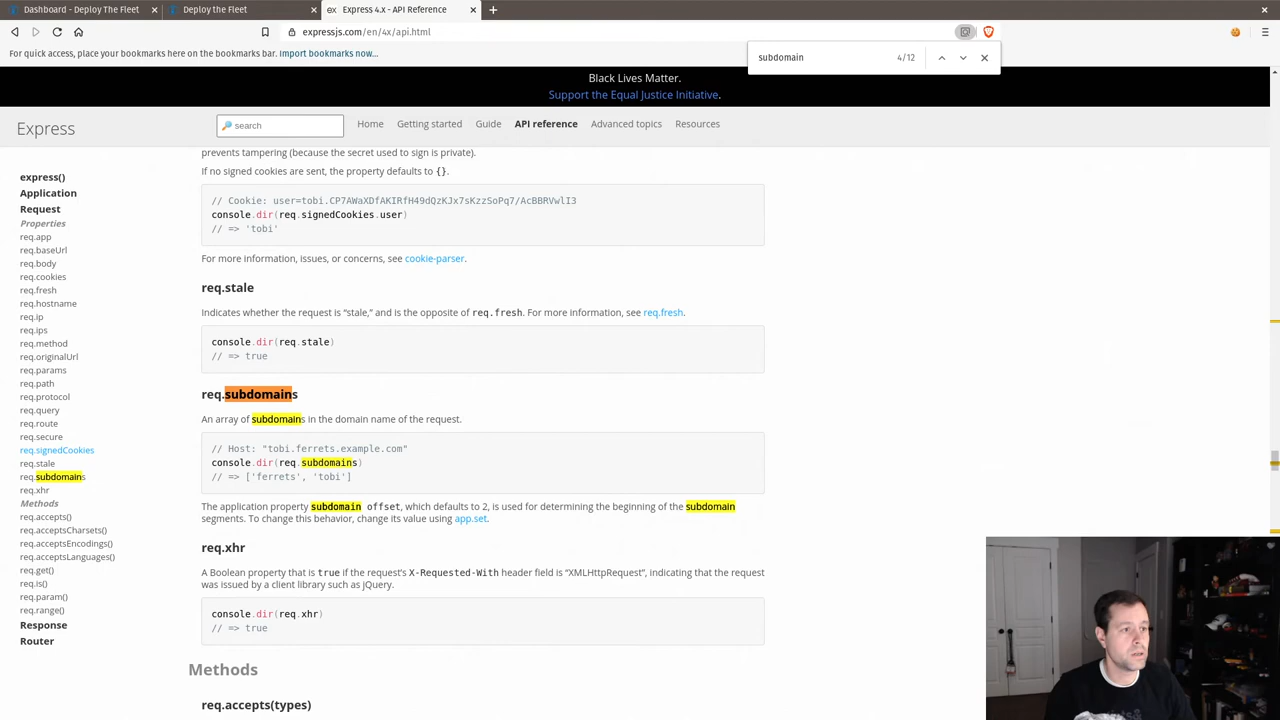 Dashboard - Deploy The Fleet
Deploy the Fleet
Express 4.x - API Reference
expressjs.com/en/4x/api.html
For quick access, place your bookmarks here on the bookmarks bar. Import bookmarks now...
subdomain 4/12
Black Lives Matter.
Support the Equal Justice Initiative.
Express
search
Home
Getting started
Guide
API reference
Advanced topics
Resources
express()
Application
Request
Properties
req.app
req.baseUrl
req.body
req.cookies
req.fresh
req.hostname
req.ip
req.ips
req.method
req.originalUrl
req.params
req.path
req.protocol
req.query
req.route
req.secure
req.signedCookies
req.stale
req.subdomains
req.xhr
Methods
req.accepts()
req.acceptsCharsets()
req.acceptsEncodings()
req.acceptsLanguages()
req.get()
req.is()
req.param()
req.range()
Response
Router
prevents tampering (because the secret used to sign is private).
If no signed cookies are sent, the property defaults to {}.
// Cookie: user=tobi.CP7AWaXDfAKIRfH49dQzKJx7sKzzSoPq7/AcBBRVwlI3
console.dir(req.signedCookies.user)
// => 'tobi'
For more information, issues, or concerns, see cookie-parser.
req.stale
Indicates whether the request is “stale,” and is the opposite of req.fresh. For more information, see req.fresh.
console.dir(req.stale)
// => true
req.subdomains
An array of subdomains in the domain name of the request.
// Host: "tobi.ferrets.example.com"
console.dir(req.subdomains)
// => ['ferrets', 'tobi']
The application property subdomain offset, which defaults to 2, is used for determining the beginning of the subdomain
segments. To change this behavior, change its value using app.set.
req.xhr
A Boolean property that is true if the request’s X-Requested-With header field is “XMLHttpRequest”, indicating that the request
was issued by a client library such as jQuery.
console.dir(req.xhr)
// => true
Methods
req.accepts(types)